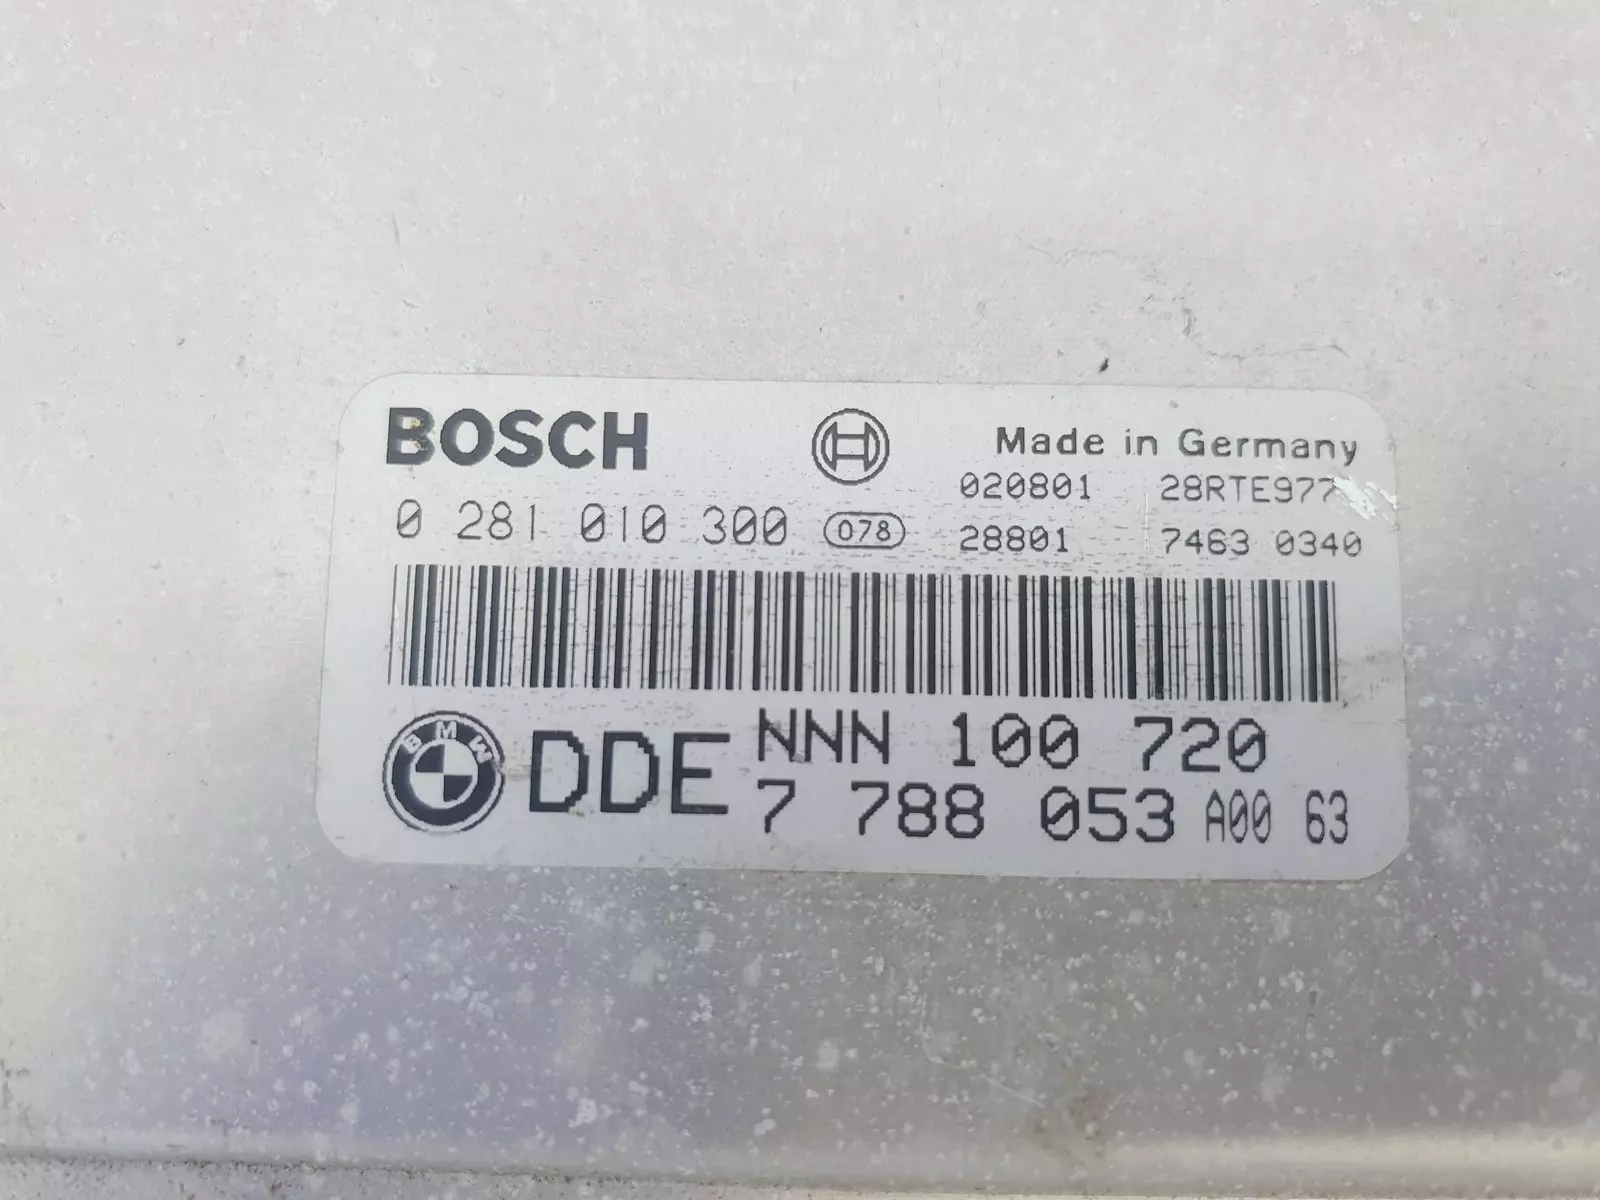 BOSCH
Made in Germany
020801 28RTE977
0 281 010 300 078
28801 7463 0340
BMW
DDE
NNN 100 720
7 788 053 A00 63